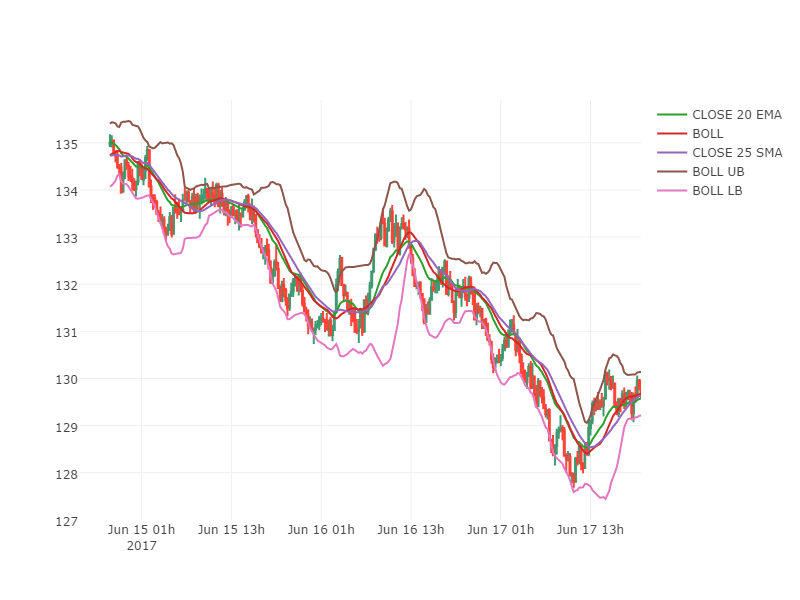 CLOSE 20 EMA
BOLL
CLOSE 25 SMA
BOLL UB
BOLL LB
135
134
133
132
131
130
129
128
127
Jun 15 01h Jun 15 13h Jun 16 01h Jun 16 13h Jun 17 01h Jun 17 13h
2017